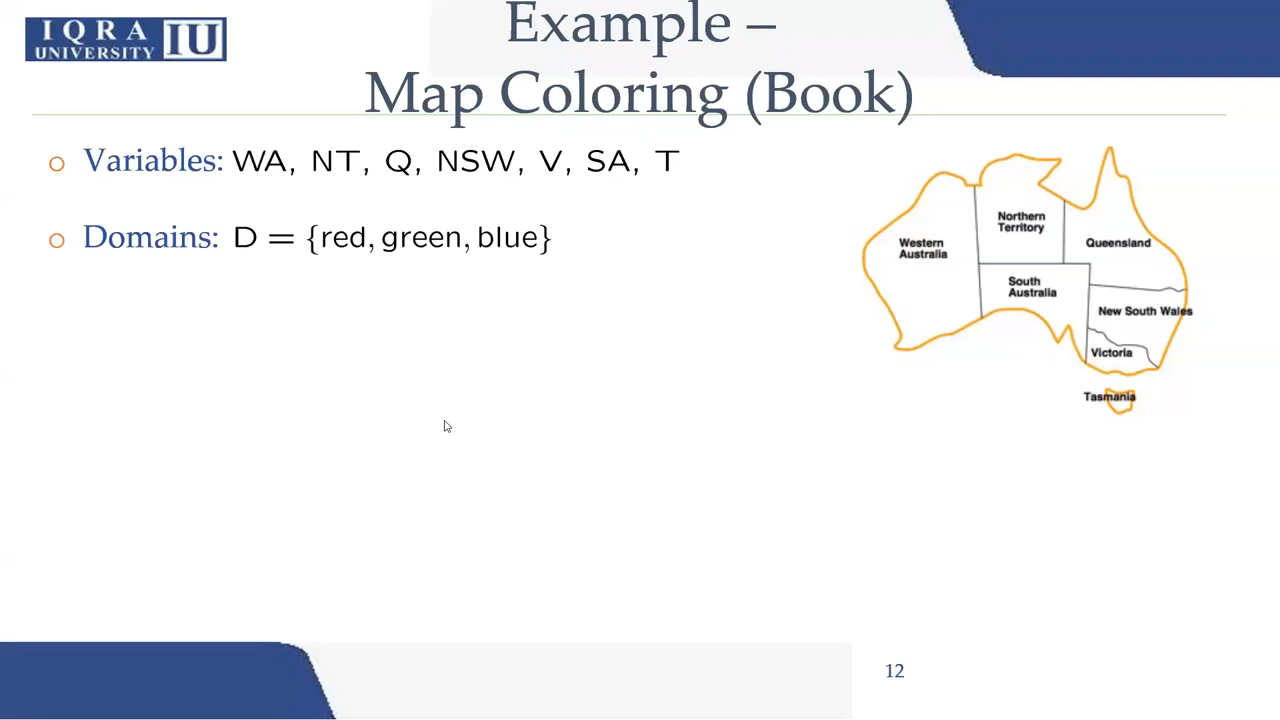 IQRA
UNIVERSITY IU
Example –
Map Coloring (Book)
Variables: WA, NT, Q, NSW, V, SA, T
Domains: D = {red, green, blue}
Northern
Territory
Western
Australia
Queensland
South
Australia
New South Wales
Victoria
Tasmania
12